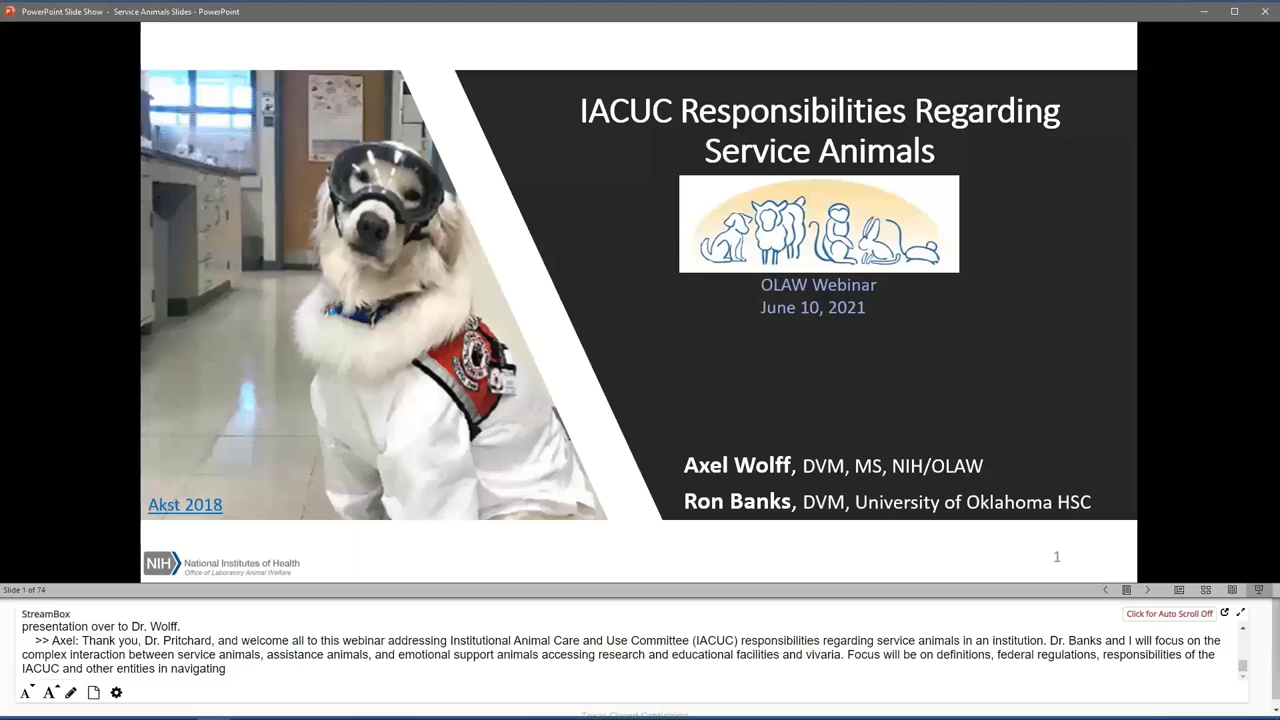 PowerPoint Slide Show - Service Animals Slides - PowerPoint
IACUC Responsibilities Regarding
Service Animals
OLAW Webinar
June 10, 2021
Axel Wolff, DVM, MS, NIH/OLAW
Ron Banks, DVM, University of Oklahoma HSC
Akst 2018
NIH National Institutes of Health
Office of Laboratory Animal Welfare
1
Slide 1 of 74
StreamBox
Click for Auto Scroll Off
presentation over to Dr. Wolff.
>> Axel: Thank you, Dr. Pritchard, and welcome all to this webinar addressing Institutional Animal Care and Use Committee (IACUC) responsibilities regarding service animals in an institution. Dr. Banks and I will focus on the
complex interaction between service animals, assistance animals, and emotional support animals accessing research and educational facilities and vivaria. Focus will be on definitions, federal regulations, responsibilities of the
IACUC and other entities in navigating
A A